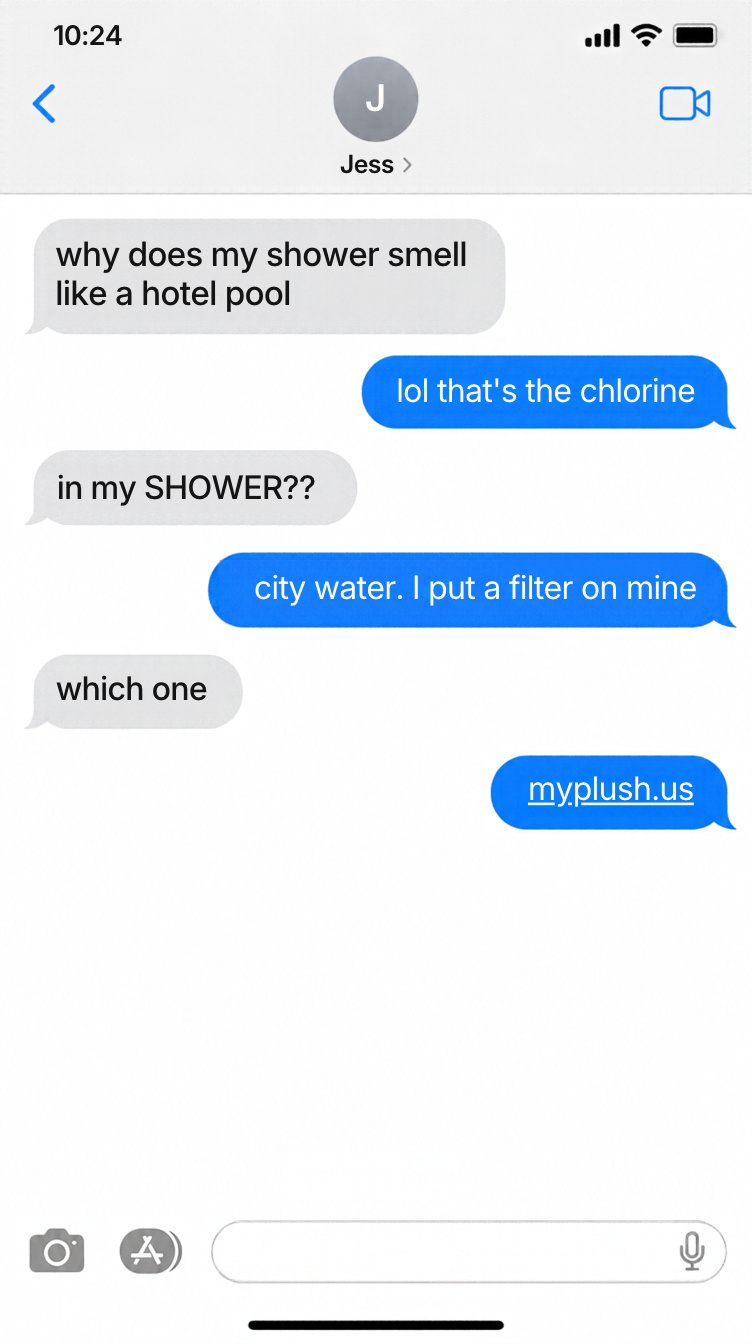 10:24
J
Jess
why does my shower smell
like a hotel pool
lol that's the chlorine
in my SHOWER??
city water. I put a filter on mine
which one
myplush.us